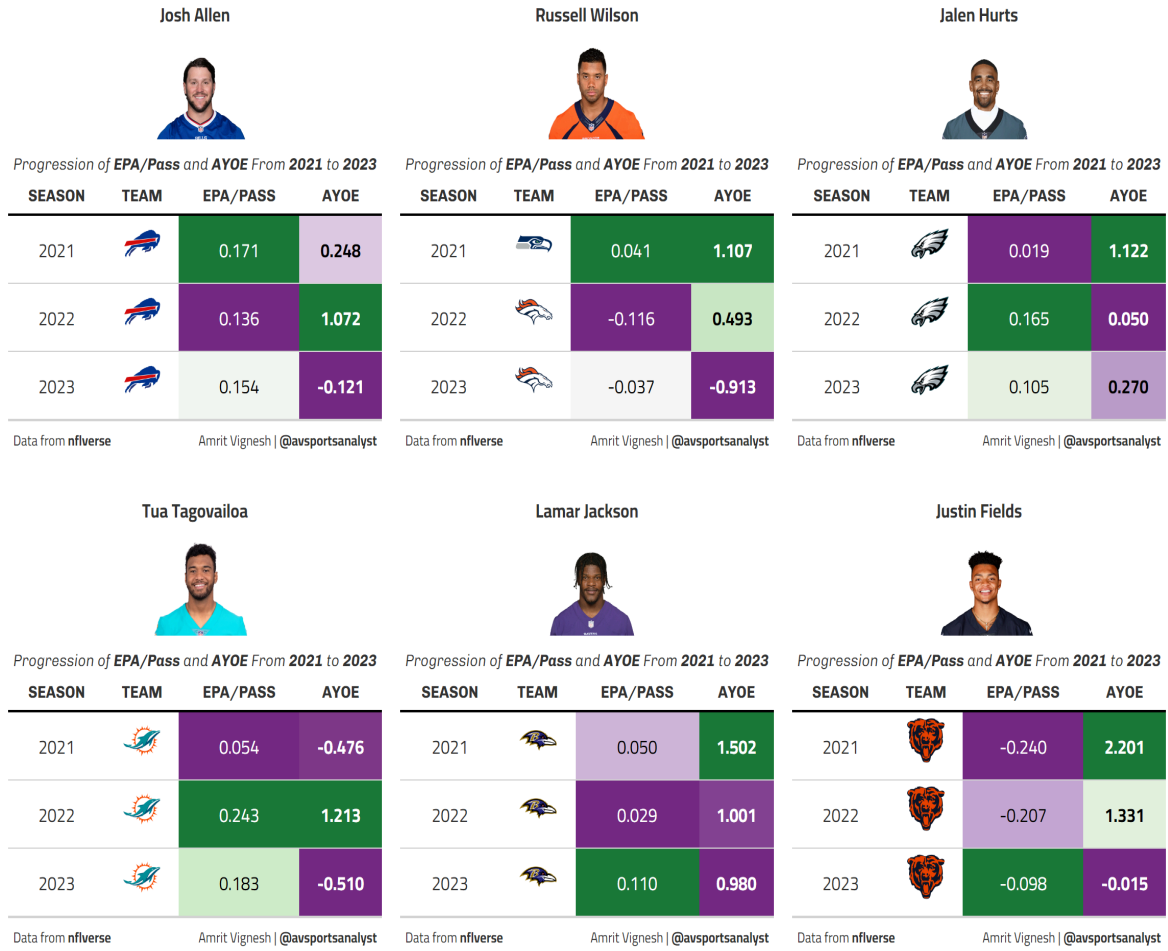 Josh Allen
Progression of EPA/Pass and AYOE From 2021 to 2023
SEASON TEAM EPA/PASS AYOE
2021 0.171 0.248
2022 0.136 1.072
2023 0.154 -0.121
Data from nflverse Amrit Vignesh | @avsportsanalyst
Russell Wilson
Progression of EPA/Pass and AYOE From 2021 to 2023
SEASON TEAM EPA/PASS AYOE
2021 0.041 1.107
2022 -0.116 0.493
2023 -0.037 -0.913
Data from nflverse Amrit Vignesh | @avsportsanalyst
Jalen Hurts
Progression of EPA/Pass and AYOE From 2021 to 2023
SEASON TEAM EPA/PASS AYOE
2021 0.019 1.122
2022 0.165 0.050
2023 0.105 0.270
Data from nflverse Amrit Vignesh | @avsportsanalyst
Tua Tagovailoa
Progression of EPA/Pass and AYOE From 2021 to 2023
SEASON TEAM EPA/PASS AYOE
2021 0.054 -0.476
2022 0.243 1.213
2023 0.183 -0.510
Data from nflverse Amrit Vignesh | @avsportsanalyst
Lamar Jackson
Progression of EPA/Pass and AYOE From 2021 to 2023
SEASON TEAM EPA/PASS AYOE
2021 0.050 1.502
2022 0.029 1.001
2023 0.110 0.980
Data from nflverse Amrit Vignesh | @avsportsanalyst
Justin Fields
Progression of EPA/Pass and AYOE From 2021 to 2023
SEASON TEAM EPA/PASS AYOE
2021 -0.240 2.201
2022 -0.207 1.331
2023 -0.098 -0.015
Data from nflverse Amrit Vignesh | @avsportsanalyst